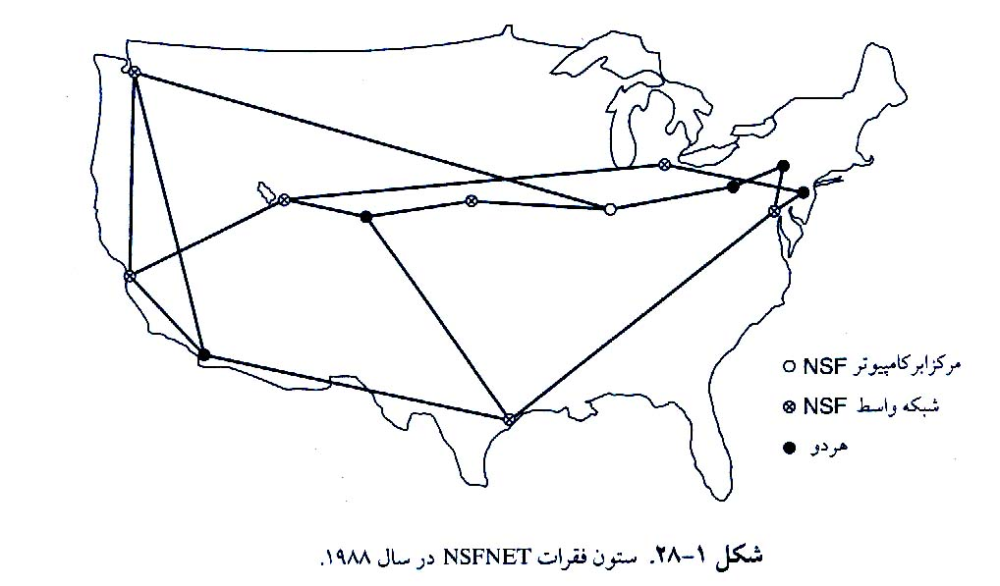 مرکزابرکامپیوتر NSF
شبکه واسط NSF
هردو
شکل ۱-۲۸. ستون فقرات NSFNET در سال ۱۹۸۸.